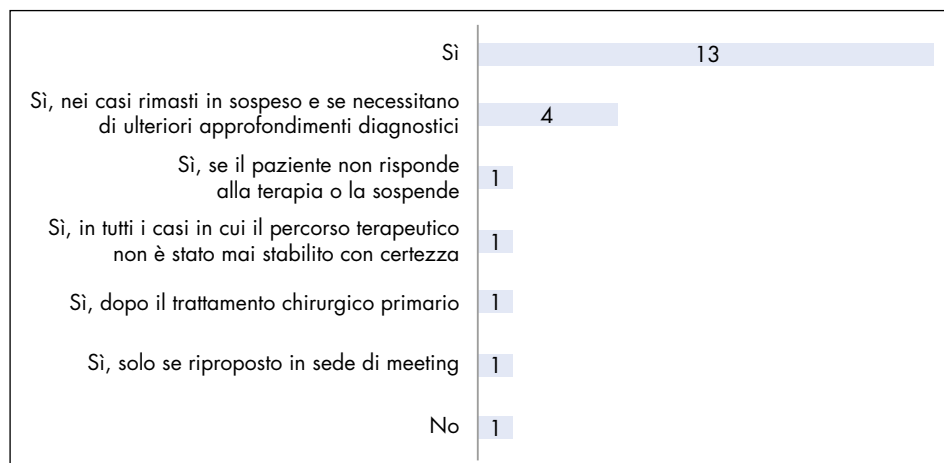 Sì
13
Sì, nei casi rimasti in sospeso e se necessitano
di ulteriori approfondimenti diagnostici
4
Sì, se il paziente non risponde
alla terapia o la sospende
1
Sì, in tutti i casi in cui il percorso terapeutico
non è stato mai stabilito con certezza
1
Sì, dopo il trattamento chirurgico primario
1
Sì, solo se riproposto in sede di meeting
1
No
1